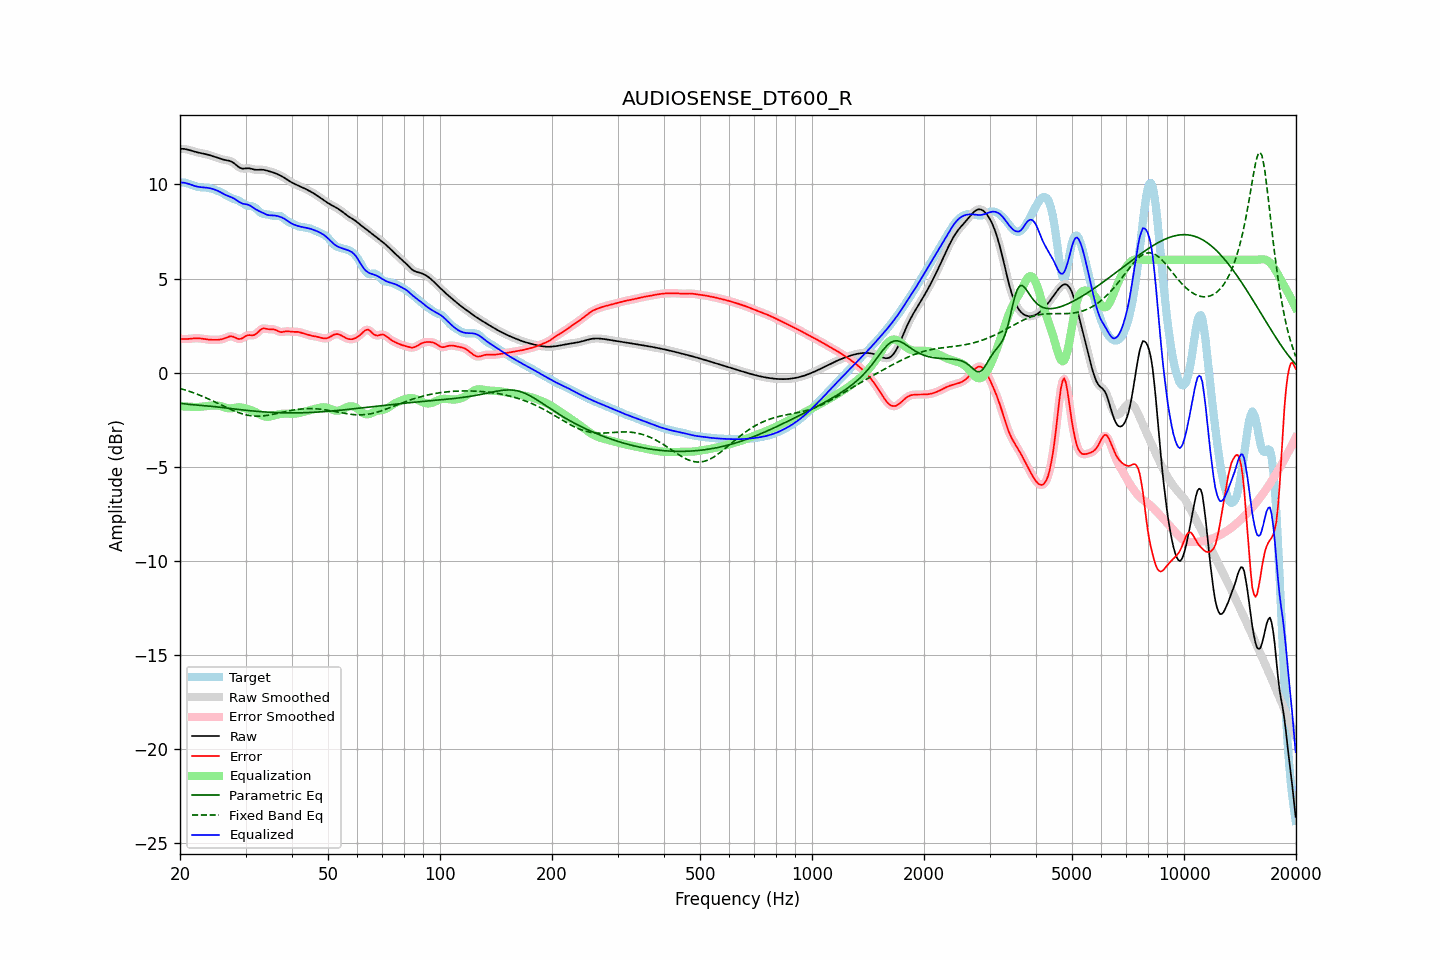 AUDIOSENSE_DT600_R
Amplitude (dBr)
10
5
0
−5
−10
−15
−20
−25
Target
Raw Smoothed
Error Smoothed
Raw
Error
Equalization
Parametric Eq
Fixed Band Eq
Equalized
20 50 100 200 500 1000 2000 5000 10000 20000
Frequency (Hz)